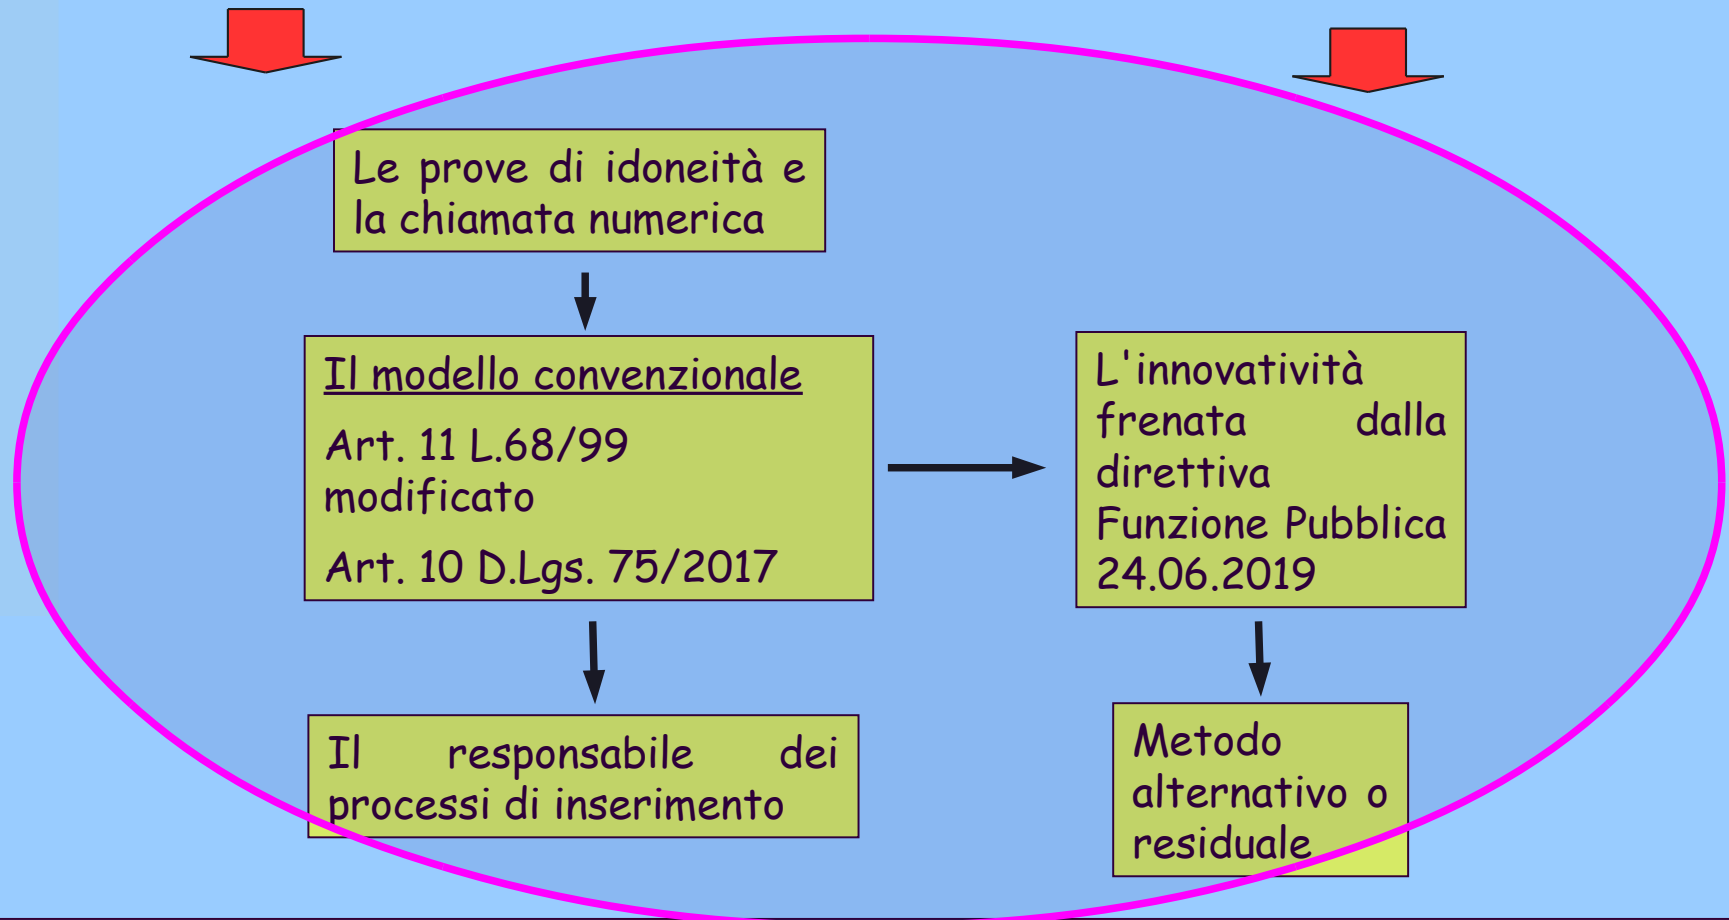 Le prove di idoneità e
la chiamata numerica
Il modello convenzionale
Art. 11 L.68/99
modificato
Art. 10 D.Lgs. 75/2017
L'innovatività
frenata dalla
direttiva
Funzione Pubblica
24.06.2019
Il responsabile dei
processi di inserimento
Metodo
alternativo o
residuale